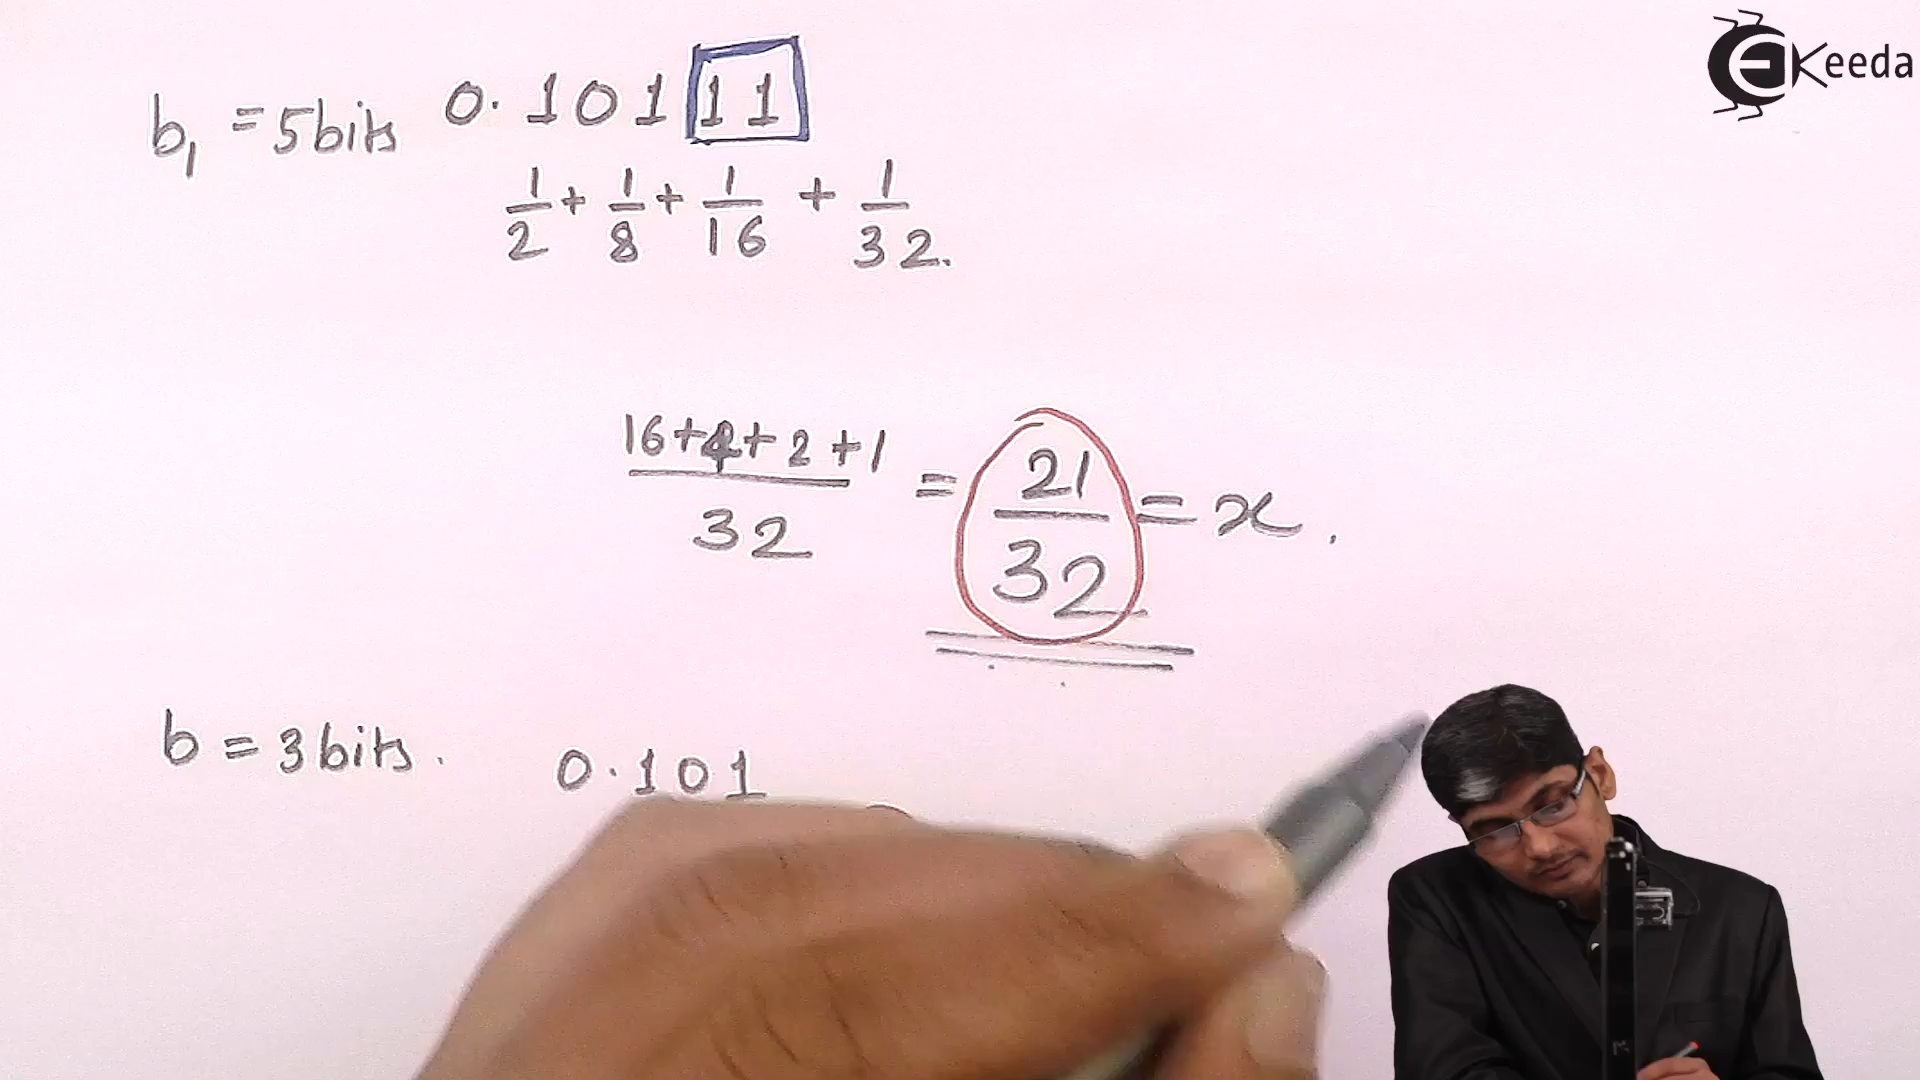 EKeeda
b₁ = 5bits 0.10111
1/2 + 1/8 + 1/16 + 1/32.
16+4+2+1/32 = 21/32 = x.
b = 3bits. 0.101